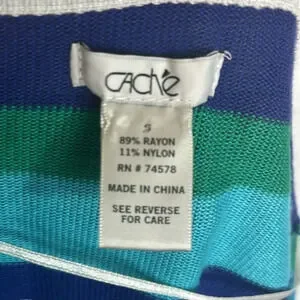 CAChé
S
89% RAYON
11% NYLON
RN # 74578
MADE IN CHINA
SEE REVERSE
FOR CARE